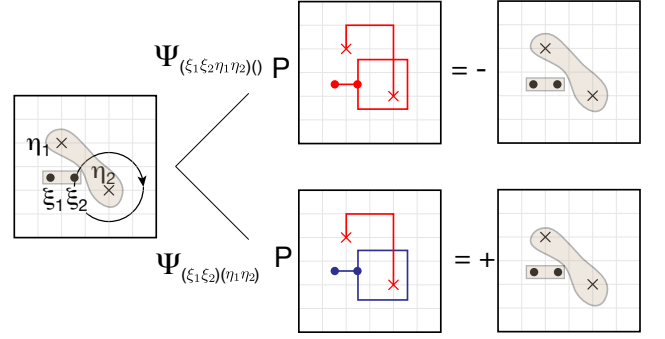 Ψ(ξ1ξ2η1η2)() P = -
η1
η2
ξ1 ξ2
Ψ(ξ1ξ2)(η1η2) P = +